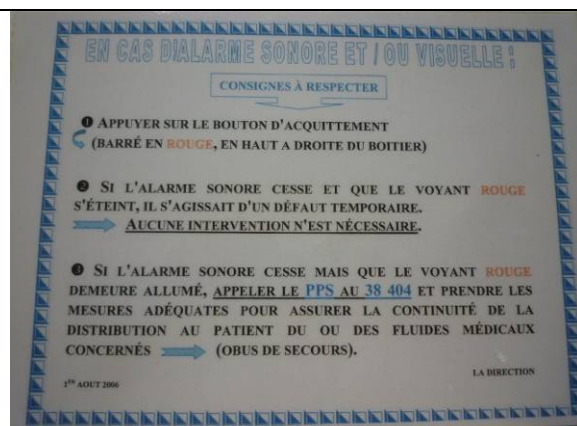 EN CAS D'ALARME SONORE ET / OU VISUELLE :
CONSIGNES À RESPECTER
❶ APPUYER SUR LE BOUTON D'ACQUITTEMENT
(BARRÉ EN ROUGE, EN HAUT A DROITE DU BOITIER)
❷ SI L'ALARME SONORE CESSE ET QUE LE VOYANT ROUGE
S'ÉTEINT, IL S'AGISSAIT D'UN DÉFAUT TEMPORAIRE.
AUCUNE INTERVENTION N'EST NÉCESSAIRE.
❸ SI L'ALARME SONORE CESSE MAIS QUE LE VOYANT ROUGE
DEMEURE ALLUMÉ, APPELER LE PPS AU 38 404 ET PRENDRE LES
MESURES ADÉQUATES POUR ASSURER LA CONTINUITÉ DE LA
DISTRIBUTION AU PATIENT DU OU DES FLUIDES MÉDICAUX
CONCERNÉS (OBUS DE SECOURS).
LA DIRECTION
1ER AOUT 2006